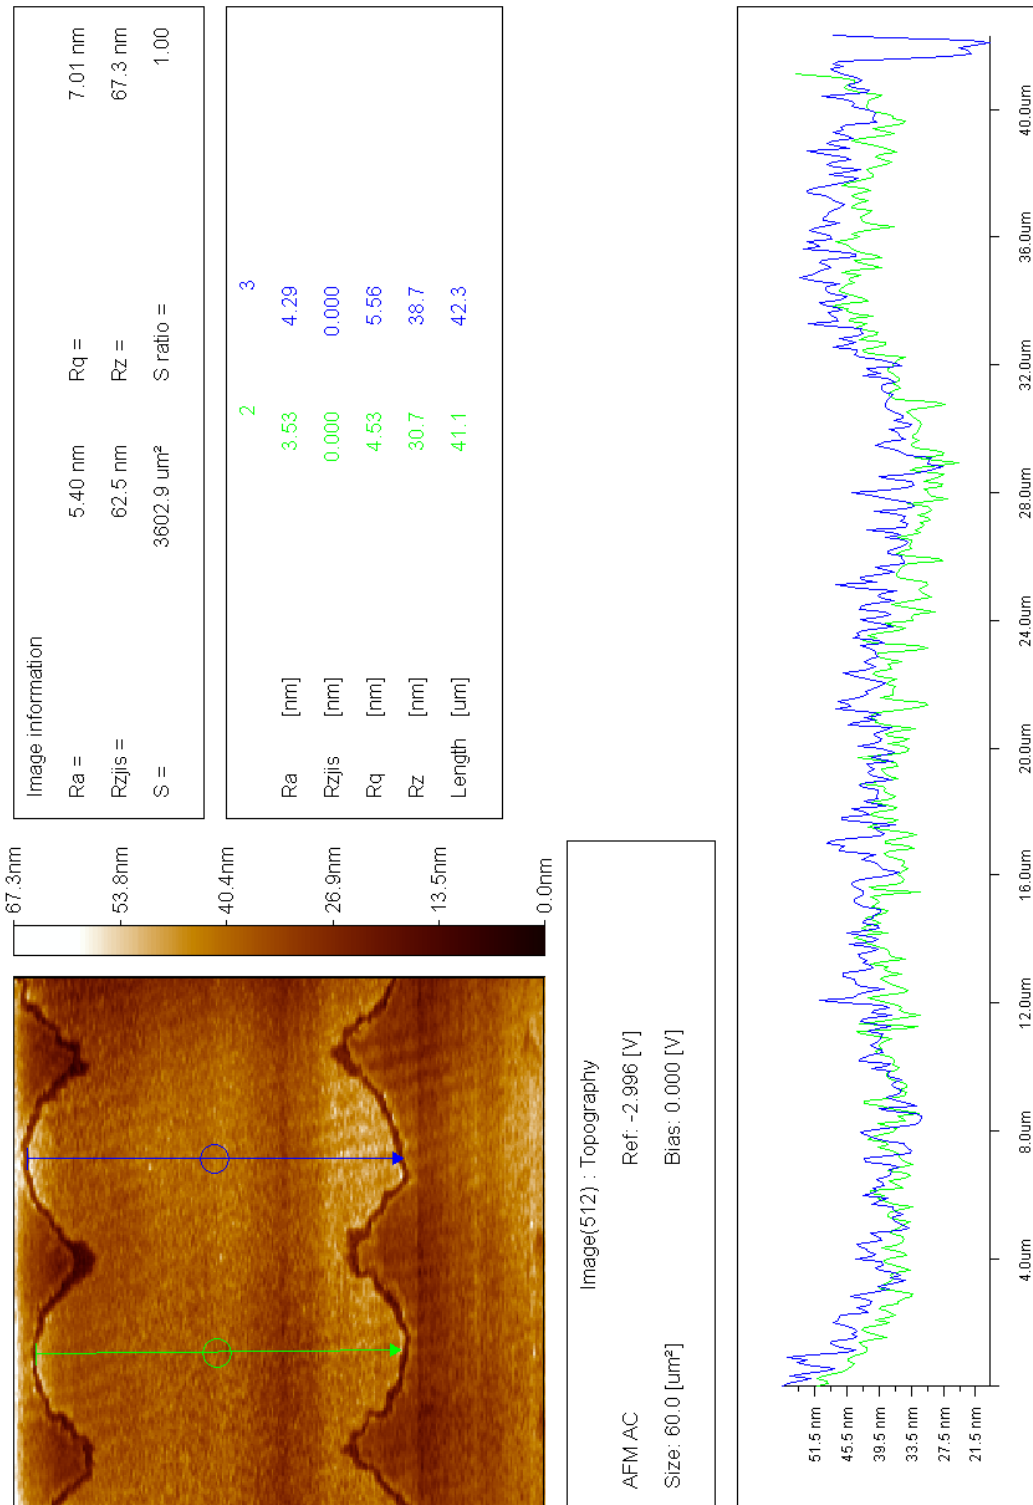 67.3nm
53.8nm
40.4nm
26.9nm
13.5nm
0.0nm
Image information
Ra = 5.40 nm Rq = 7.01 nm
Rzjis = 62.5 nm Rz = 67.3 nm
S = 3602.9 um² S ratio = 1.00
2 3
Ra [nm] 3.53 4.29
Rzjis [nm] 0.000 0.000
Rq [nm] 4.53 5.56
Rz [nm] 30.7 38.7
Length [um] 41.1 42.3
Image(512) : Topography
AFM AC Ref: -2.996 [V]
Size: 60.0 [um²] Bias: 0.000 [V]
51.5 nm
45.5 nm
39.5 nm
33.5 nm
27.5 nm
21.5 nm
4.0um 8.0um 12.0um 16.0um 20.0um 24.0um 28.0um 32.0um 36.0um 40.0um